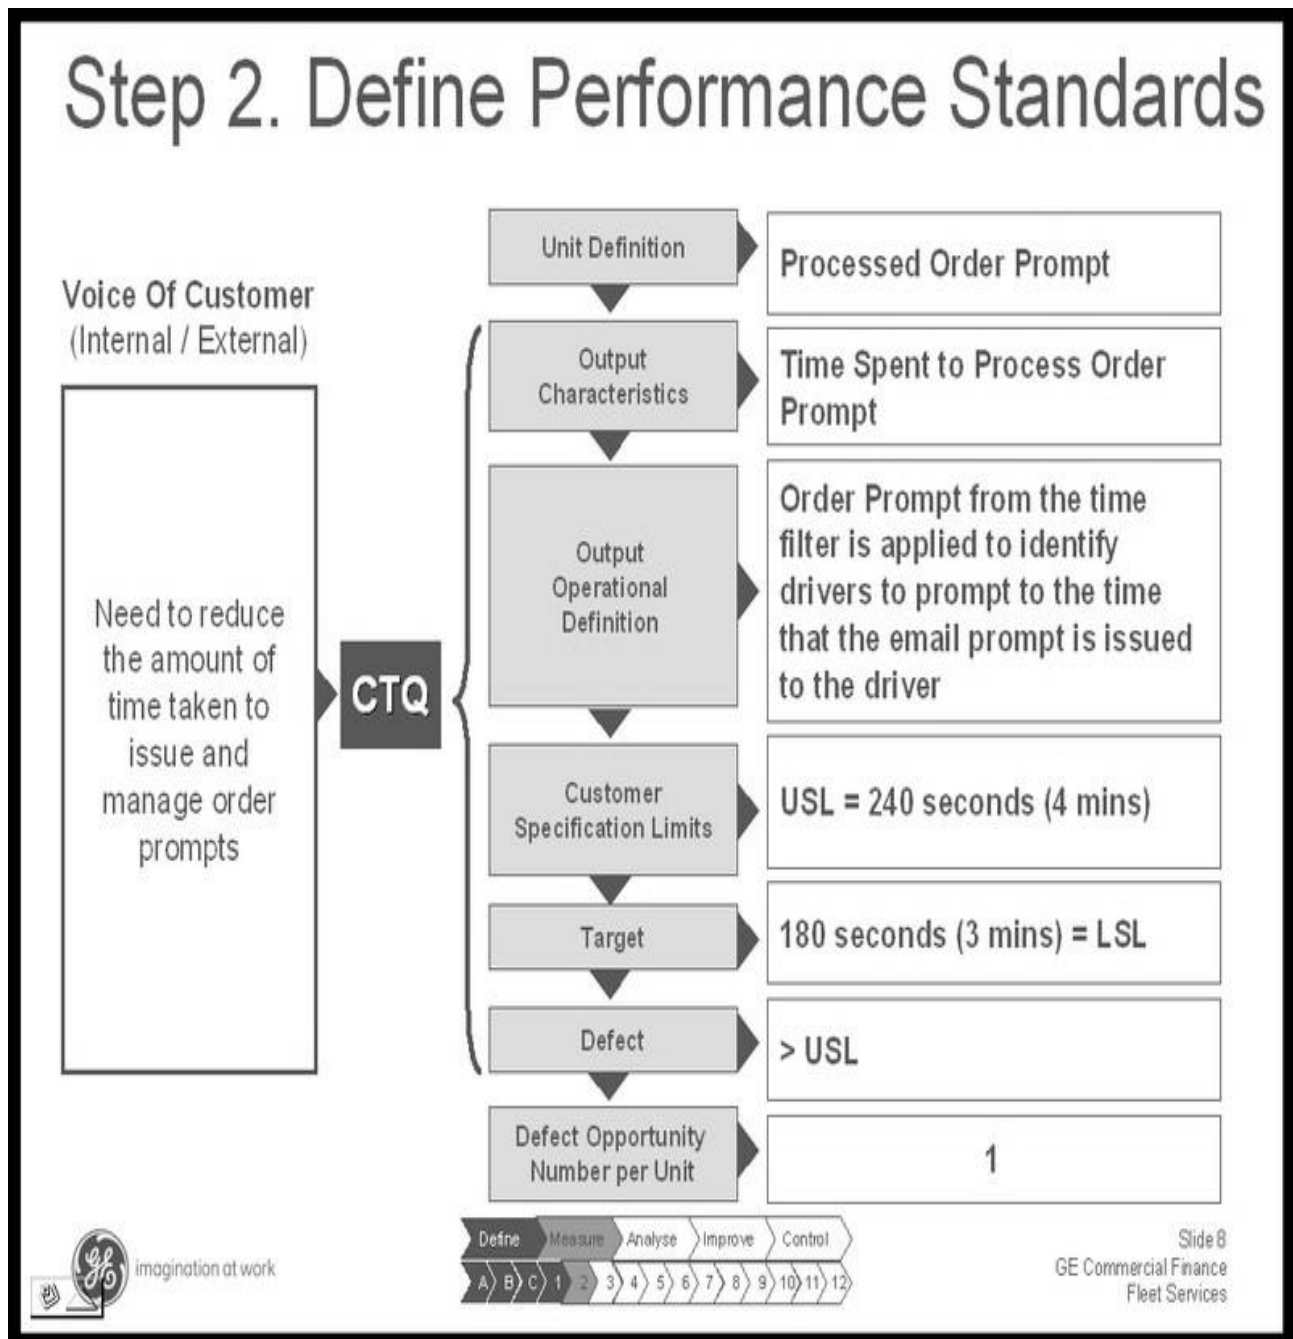 Step 2. Define Performance Standards
Voice Of Customer
(Internal / External)
Need to reduce
the amount of
time taken to
issue and
manage order
prompts
CTQ
Unit Definition
Processed Order Prompt
Output
Characteristics
Time Spent to Process Order
Prompt
Output
Operational
Definition
Order Prompt from the time
filter is applied to identify
drivers to prompt to the time
that the email prompt is issued
to the driver
Customer
Specification Limits
USL = 240 seconds (4 mins)
Target
180 seconds (3 mins) = LSL
Defect
> USL
Defect Opportunity
Number per Unit
1
GE
imagination at work
Define Measure Analyse Improve Control
A B C 1 2 3 4 5 6 7 8 9 10 11 12
Slide 8
GE Commercial Finance
Fleet Services